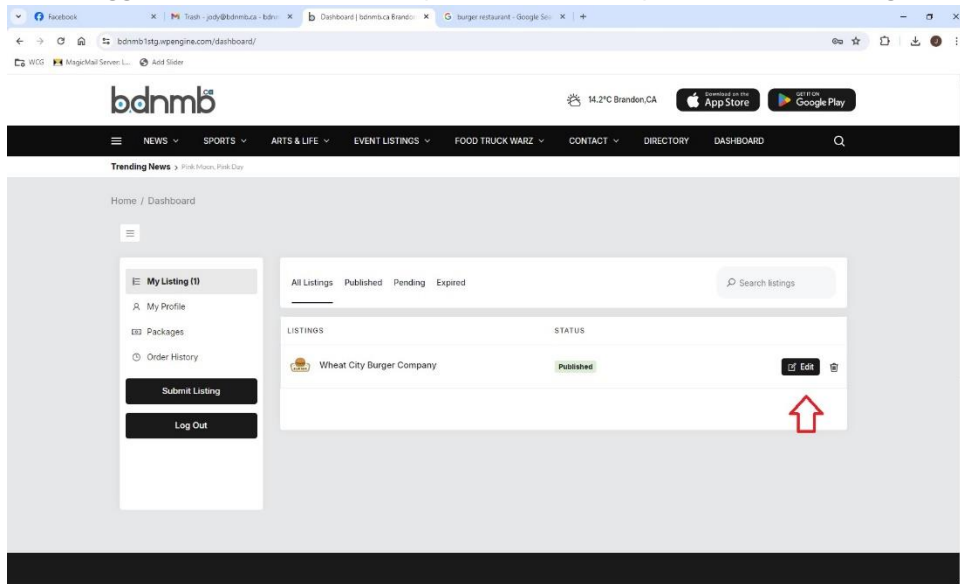 Facebook
Trash - jody@bdnmb.ca - bdnm
Dashboard | bdnmb.ca Brandon
burger restaurant - Google Sea
bdnmb1stg.wpengine.com/dashboard/
WCG
MagicMail Server: L...
Add Slider
bdnmb
ca
14.2°C Brandon,CA
Download on the
App Store
GET IT ON
Google Play
NEWS SPORTS ARTS & LIFE EVENT LISTINGS FOOD TRUCK WARZ CONTACT DIRECTORY DASHBOARD
Trending News > Pink Moon, Pink Day
Home / Dashboard
My Listing (1)
My Profile
Packages
Order History
Submit Listing
Log Out
All Listings Published Pending Expired
Search listings
LISTINGS STATUS
Wheat City Burger Company Published Edit